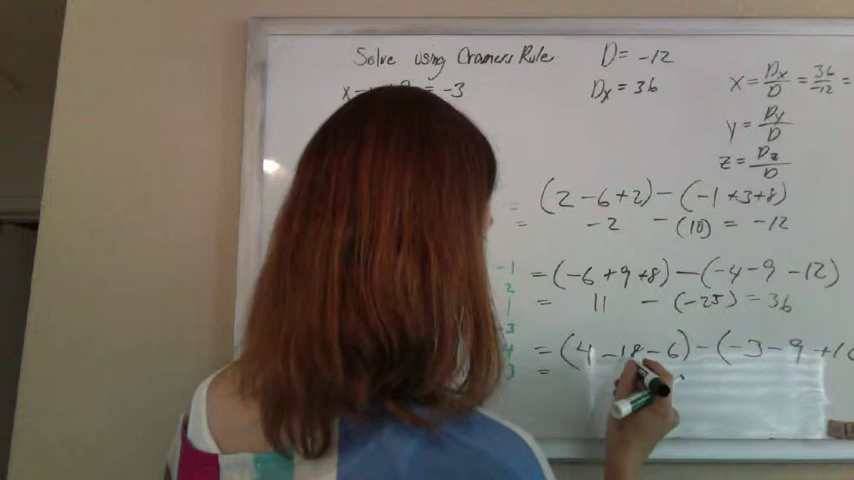 Solve using Cramers Rule
D = -12
= -3
Dx = 36
x = Dx/D = 36/-12 =
y = Dy/D
z = Dz/D
= (2 -6 +2) - (-1 +3 +8)
= -2 - (10) = -12
-1 = (-6 +9 +8) - (-4 -9 -12)
2
1 = 11 - (-25) = 36
-3
4 = (4 -18 -6) - (-3 -9 +16
3 =